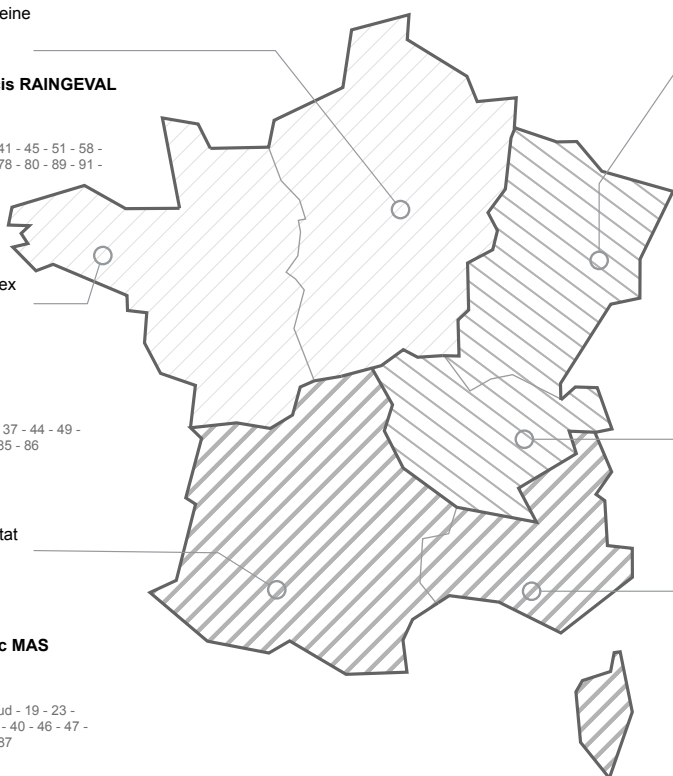 eine
cis RAINGEVAL
41 - 45 - 51 - 58 -
78 - 80 - 89 - 91 -
ex
37 - 44 - 49 -
85 - 86
tat
c MAS
ud - 19 - 23 -
- 40 - 46 - 47 -
87